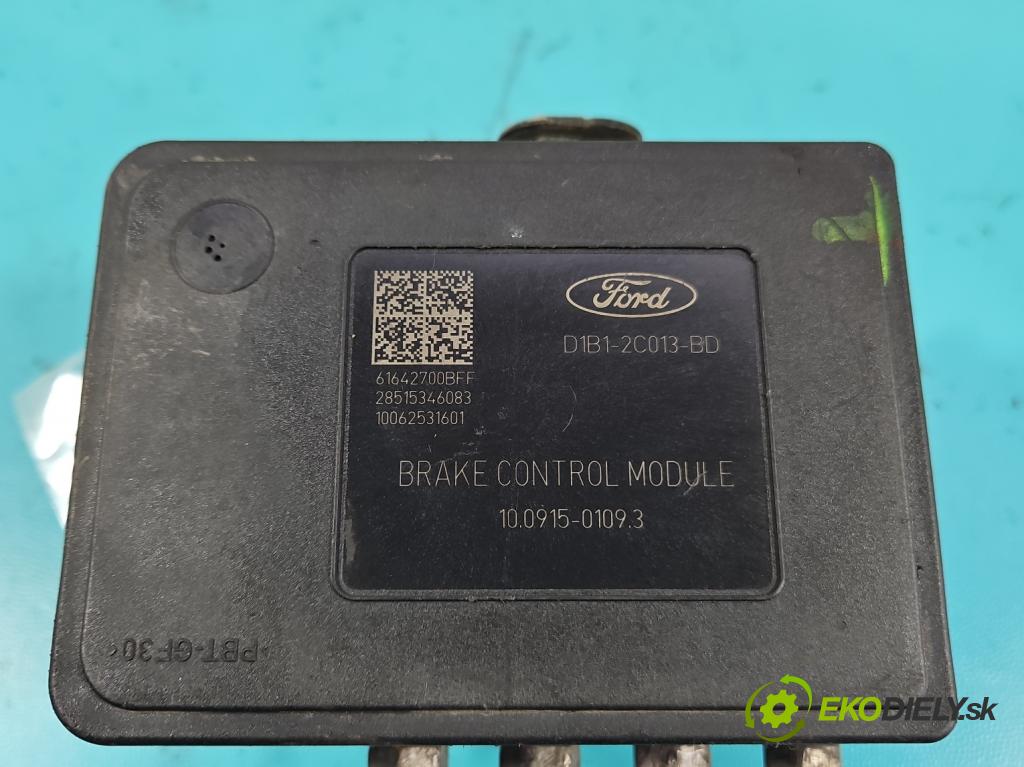 Ford
D1B1-2C013-BD
61642700BFF
28515346083
10062531601
BRAKE CONTROL MODULE
10.0915-0109.3
>PBT-GF30<
EKODIELY.sk